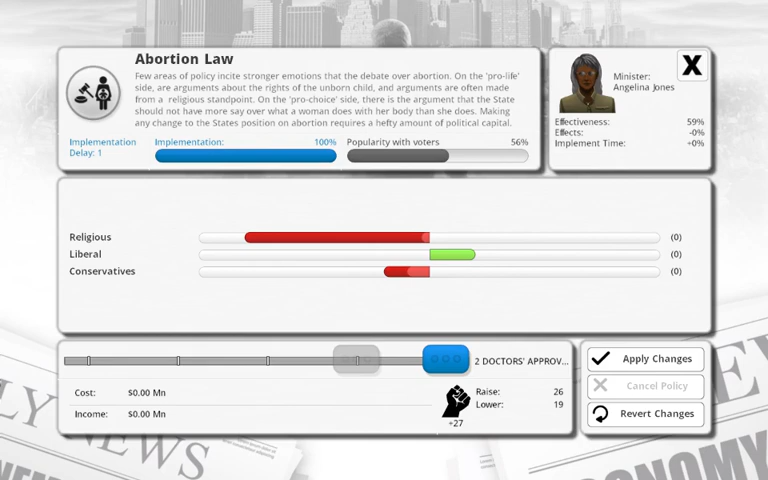 Abortion Law
Few areas of policy incite stronger emotions that the debate over abortion. On the 'pro-life'
side, are arguments about the rights of the unborn child, and arguments are often made
from a religious standpoint. On the 'pro-choice' side, there is the argument that the State
should not have more say over what a woman does with her body than she does. Making
any change to the States position on abortion requires a hefty amount of political capital.
Implementation
Delay: 1
Implementation: 100%
Popularity with voters 56%
Minister:
Angelina Jones
X
Effectiveness: 59%
Effects: -0%
Implement Time: +0%
Religious (0)
Liberal (0)
Conservatives (0)
2 DOCTORS' APPROV...
Cost: $0.00 Mn
Income: $0.00 Mn
Raise: 26
Lower: 19
+27
Apply Changes
Cancel Policy
Revert Changes
LY NEWS
ONOMY